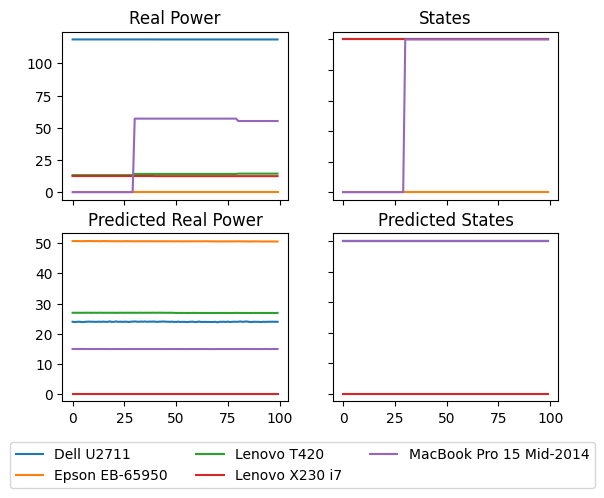 Real Power
States
100
75
50
25
0
Predicted Real Power
Predicted States
50
40
30
20
10
0
0 25 50 75 100
0 25 50 75 100
Dell U2711
Epson EB-65950
Lenovo T420
Lenovo X230 i7
MacBook Pro 15 Mid-2014